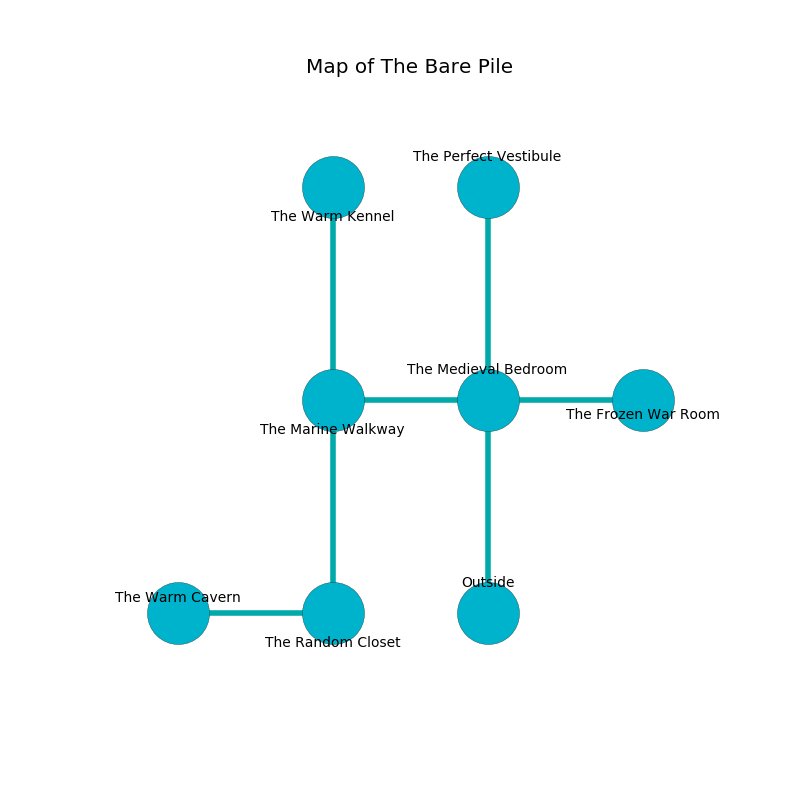 Map of The Bare Pile
The Perfect Vestibule
The Warm Kennel
The Medieval Bedroom
The Frozen War Room
The Marine Walkway
Outside
The Warm Cavern
The Random Closet